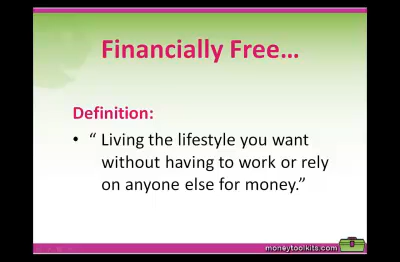 Financially Free…
Definition:
• “ Living the lifestyle you want
without having to work or rely
on anyone else for money.”
moneytoolkits.com